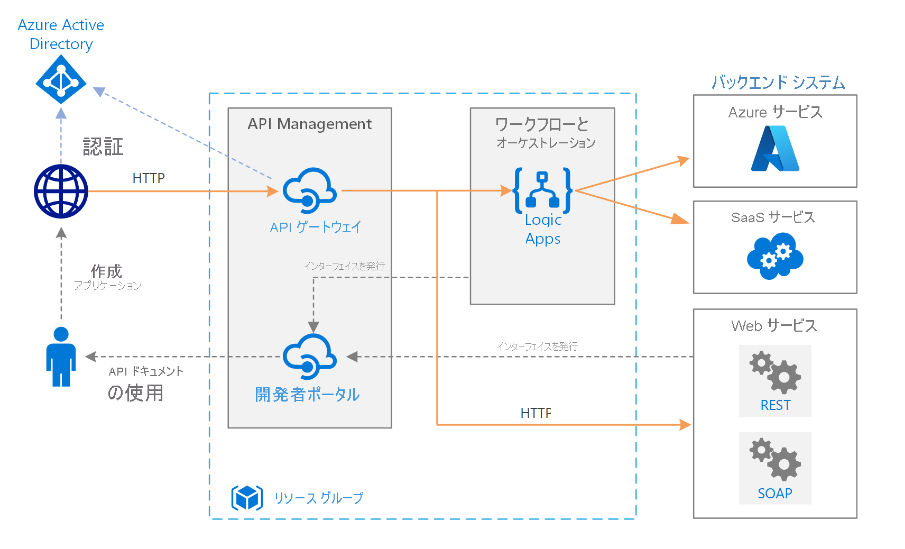 Azure Active
Directory
認証
HTTP
作成
アプリケーション
API ドキュメント
の使用
API Management
API ゲートウェイ
インターフェイスを発行
開発者ポータル
リソース グループ
ワークフローと
オーケストレーション
Logic
Apps
インターフェイスを発行
HTTF
バックエンド システム
Azure サービス
SaaS サービス
Web サービス
REST
SOAP